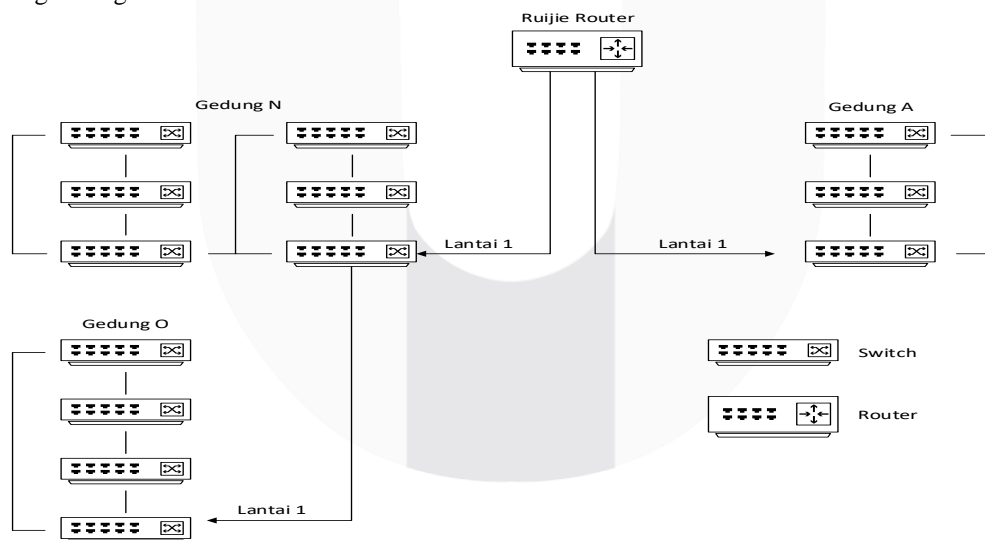 Ruijie Router
Gedung N
Gedung A
Lantai 1
Lantai 1
Gedung O
Switch
Router
Lantai 1